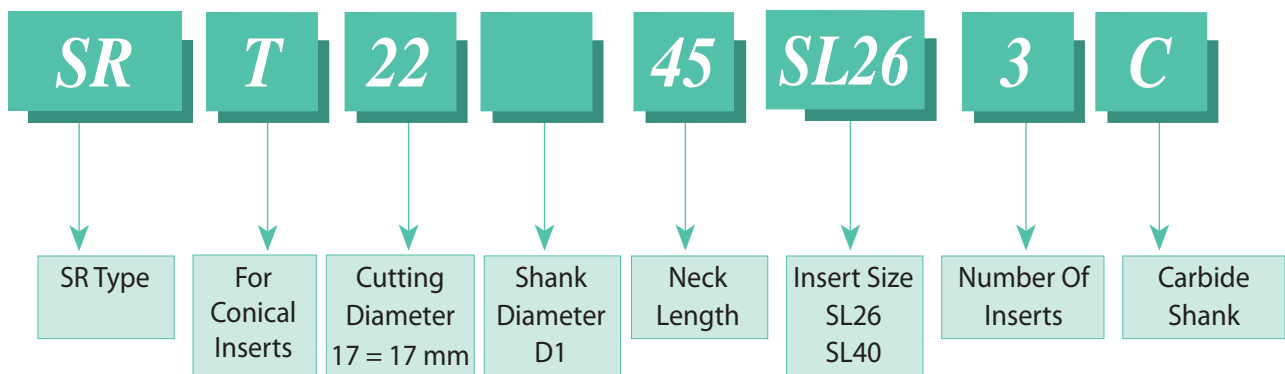 SR T 22 45 SL26 3 C
SR Type
For
Conical
Inserts
Cutting
Diameter
17 = 17 mm
Shank
Diameter
D1
Neck
Length
Insert Size
SL26
SL40
Number Of
Inserts
Carbide
Shank